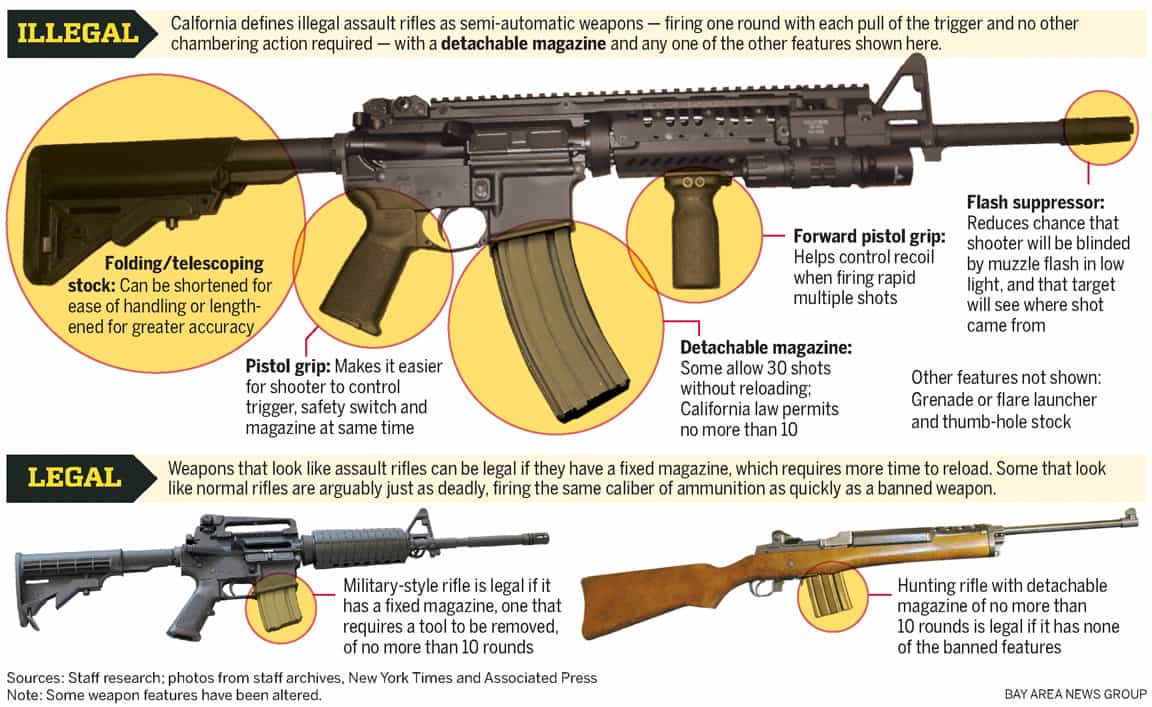 ILLEGAL
Calfornia defines illegal assault rifles as semi-automatic weapons — firing one round with each pull of the trigger and no other
chambering action required — with a detachable magazine and any one of the other features shown here.
Folding/telescoping
stock: Can be shortened for
ease of handling or length-
ened for greater accuracy
Pistol grip: Makes it easier
for shooter to control
trigger, safety switch and
magazine at same time
Detachable magazine:
Some allow 30 shots
without reloading;
California law permits
no more than 10
Forward pistol grip:
Helps control recoil
when firing rapid
multiple shots
Flash suppressor:
Reduces chance that
shooter will be blinded
by muzzle flash in low
light, and that target
will see where shot
came from
Other features not shown:
Grenade or flare launcher
and thumb-hole stock
LEGAL
Weapons that look like assault rifles can be legal if they have a fixed magazine, which requires more time to reload. Some that look
like normal rifles are arguably just as deadly, firing the same caliber of ammunition as quickly as a banned weapon.
Military-style rifle is legal if it
has a fixed magazine, one that
requires a tool to be removed,
of no more than 10 rounds
Hunting rifle with detachable
magazine of no more than
10 rounds is legal if it has none
of the banned features
Sources: Staff research; photos from staff archives, New York Times and Associated Press
Note: Some weapon features have been altered.
BAY AREA NEWS GROUP